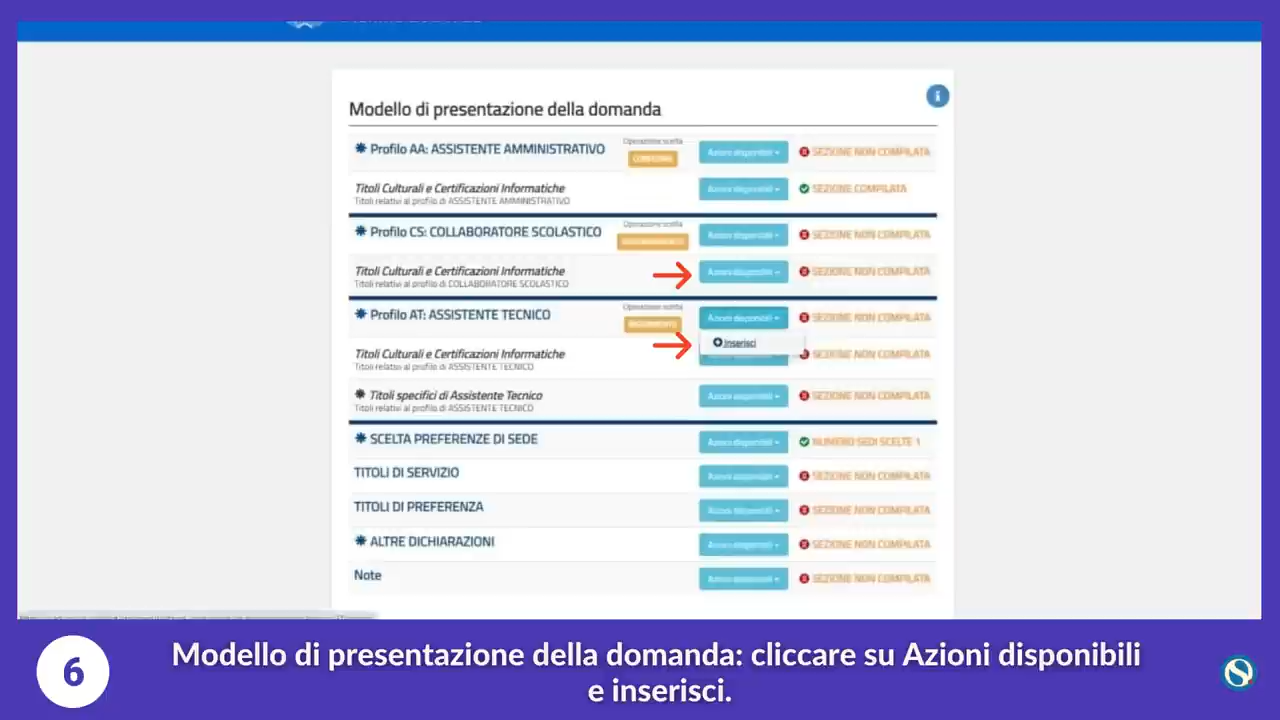 Modello di presentazione della domanda
Profilo AA: ASSISTENTE AMMINISTRATIVO
Operazione scelta
CONFERMA
Azioni disponibili
SEZIONE NON COMPILATA
Titoli Culturali e Certificazioni Informatiche
Titoli relativi al profilo di ASSISTENTE AMMINISTRATIVO
Azioni disponibili
SEZIONE COMPILATA
Profilo CS: COLLABORATORE SCOLASTICO
Operazione scelta
Azioni disponibili
SEZIONE NON COMPILATA
Titoli Culturali e Certificazioni Informatiche
Titoli relativi al profilo di COLLABORATORE SCOLASTICO
Azioni disponibili
SEZIONE NON COMPILATA
Profilo AT: ASSISTENTE TECNICO
Operazione scelta
INSERIMENTO
Azioni disponibili
SEZIONE NON COMPILATA
Inserisci
Titoli Culturali e Certificazioni Informatiche
Titoli relativi al profilo di ASSISTENTE TECNICO
SEZIONE NON COMPILATA
Titoli specifici di Assistente Tecnico
Titoli relativi al profilo di ASSISTENTE TECNICO
Azioni disponibili
SEZIONE NON COMPILATA
SCELTA PREFERENZE DI SEDE
Azioni disponibili
NUMERO SEDI SCELTE 1
TITOLI DI SERVIZIO
Azioni disponibili
SEZIONE NON COMPILATA
TITOLI DI PREFERENZA
Azioni disponibili
SEZIONE NON COMPILATA
ALTRE DICHIARAZIONI
Azioni disponibili
SEZIONE NON COMPILATA
Note
Azioni disponibili
SEZIONE NON COMPILATA
6
Modello di presentazione della domanda: cliccare su Azioni disponibili
e inserisci.